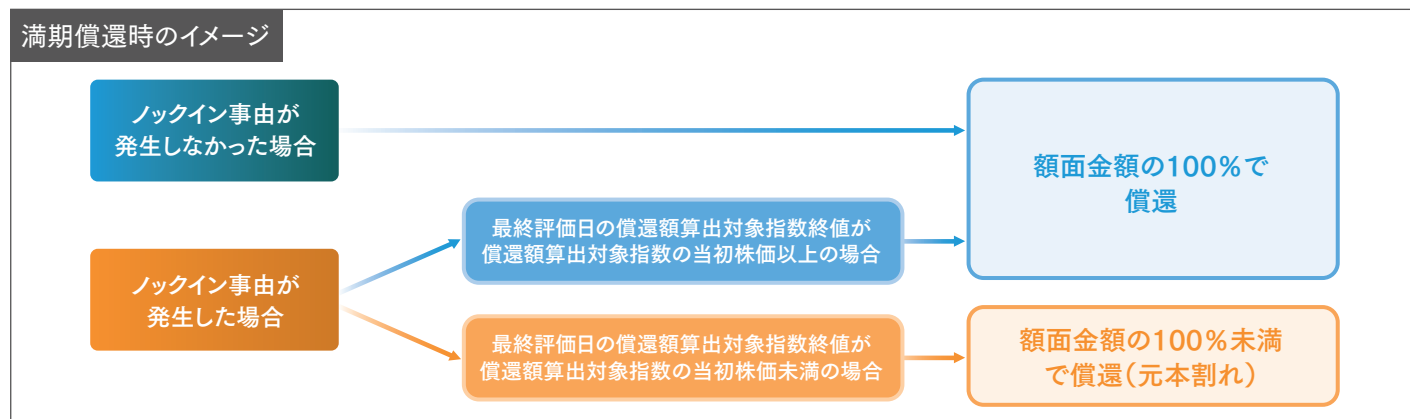 満期償還時のイメージ
ノックイン事由が
発生しなかった場合
額面金額の100%で
償還
最終評価日の償還額算出対象指数終値が
償還額算出対象指数の当初株価以上の場合
ノックイン事由が
発生した場合
最終評価日の償還額算出対象指数終値が
償還額算出対象指数の当初株価未満の場合
額面金額の100%未満
で償還(元本割れ)